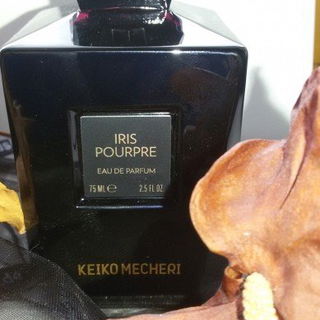 IRIS
POURPRE
EAU DE PARFUM
75 ML ℮ 2.5 FL OZ
KEIKO MECHERI